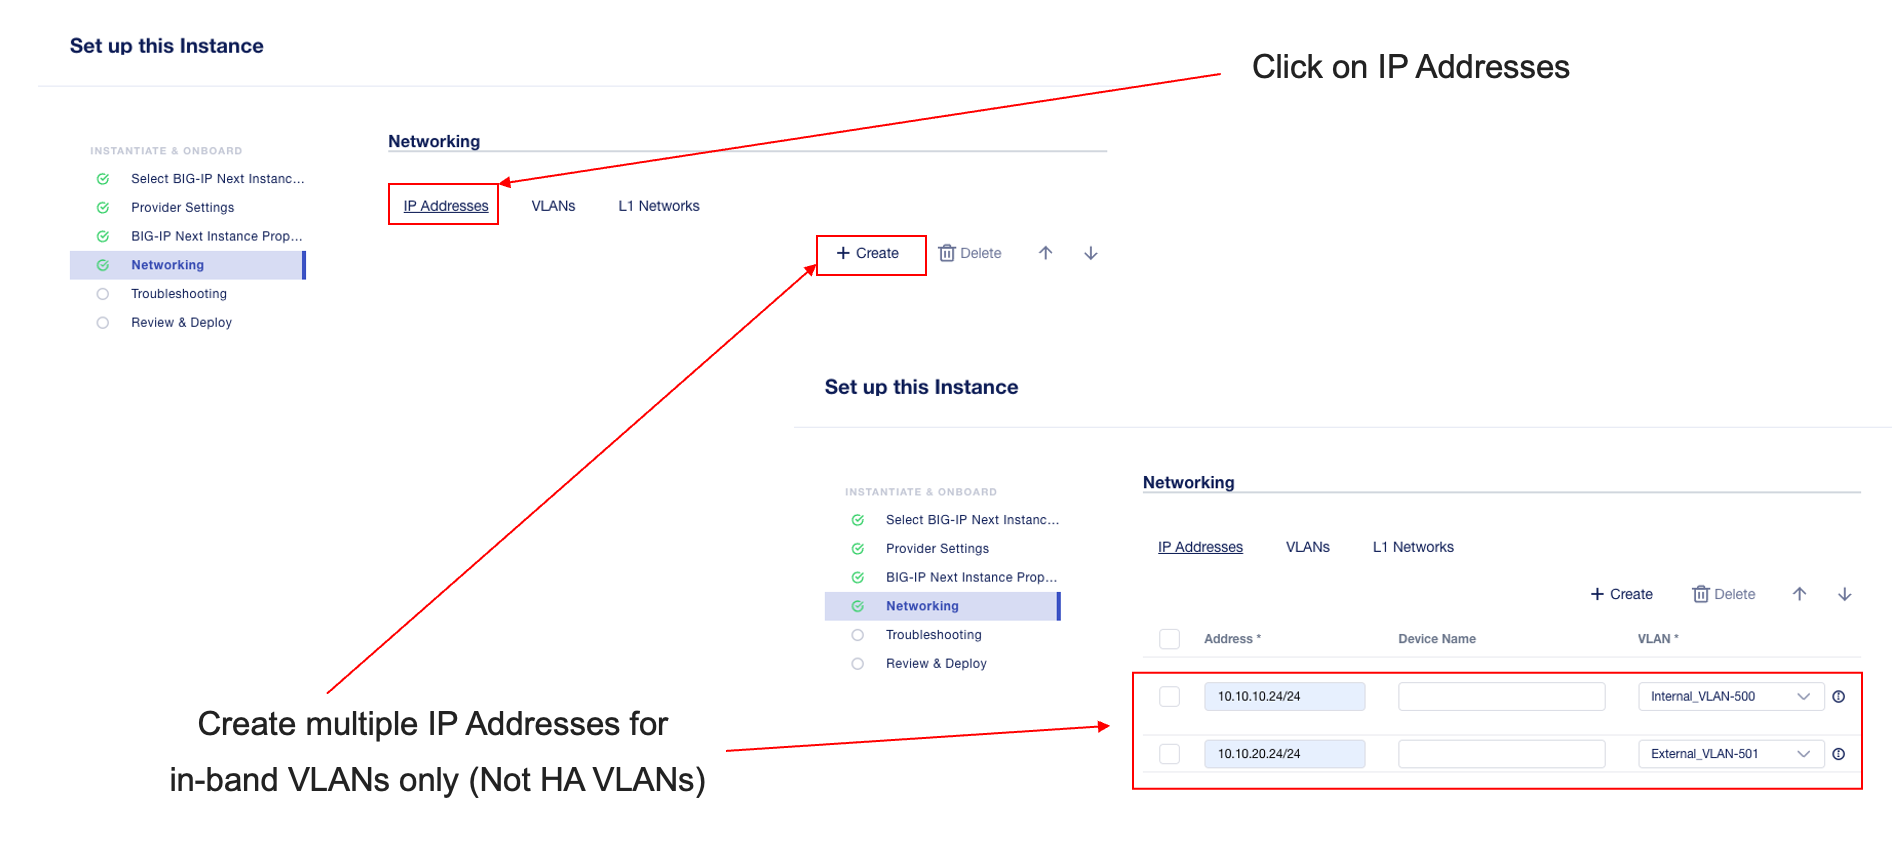 Set up this Instance
Click on IP Addresses
Networking
INSTANTIATE & ONBOARD
Select BIG-IP Next Instanc...
Provider Settings
BIG-IP Next Instance Prop...
Networking
Troubleshooting
Review & Deploy
IP Addresses VLANs L1 Networks
+ Create Delete
Set up this Instance
Networking
INSTANTIATE & ONBOARD
Select BIG-IP Next Instanc...
Provider Settings
BIG-IP Next Instance Prop...
Networking
Troubleshooting
Review & Deploy
IP Addresses VLANs L1 Networks
+ Create Delete
Address * Device Name VLAN *
10.10.10.24/24 Internal_VLAN-500
10.10.20.24/24 External_VLAN-501
Create multiple IP Addresses for
in-band VLANs only (Not HA VLANs)